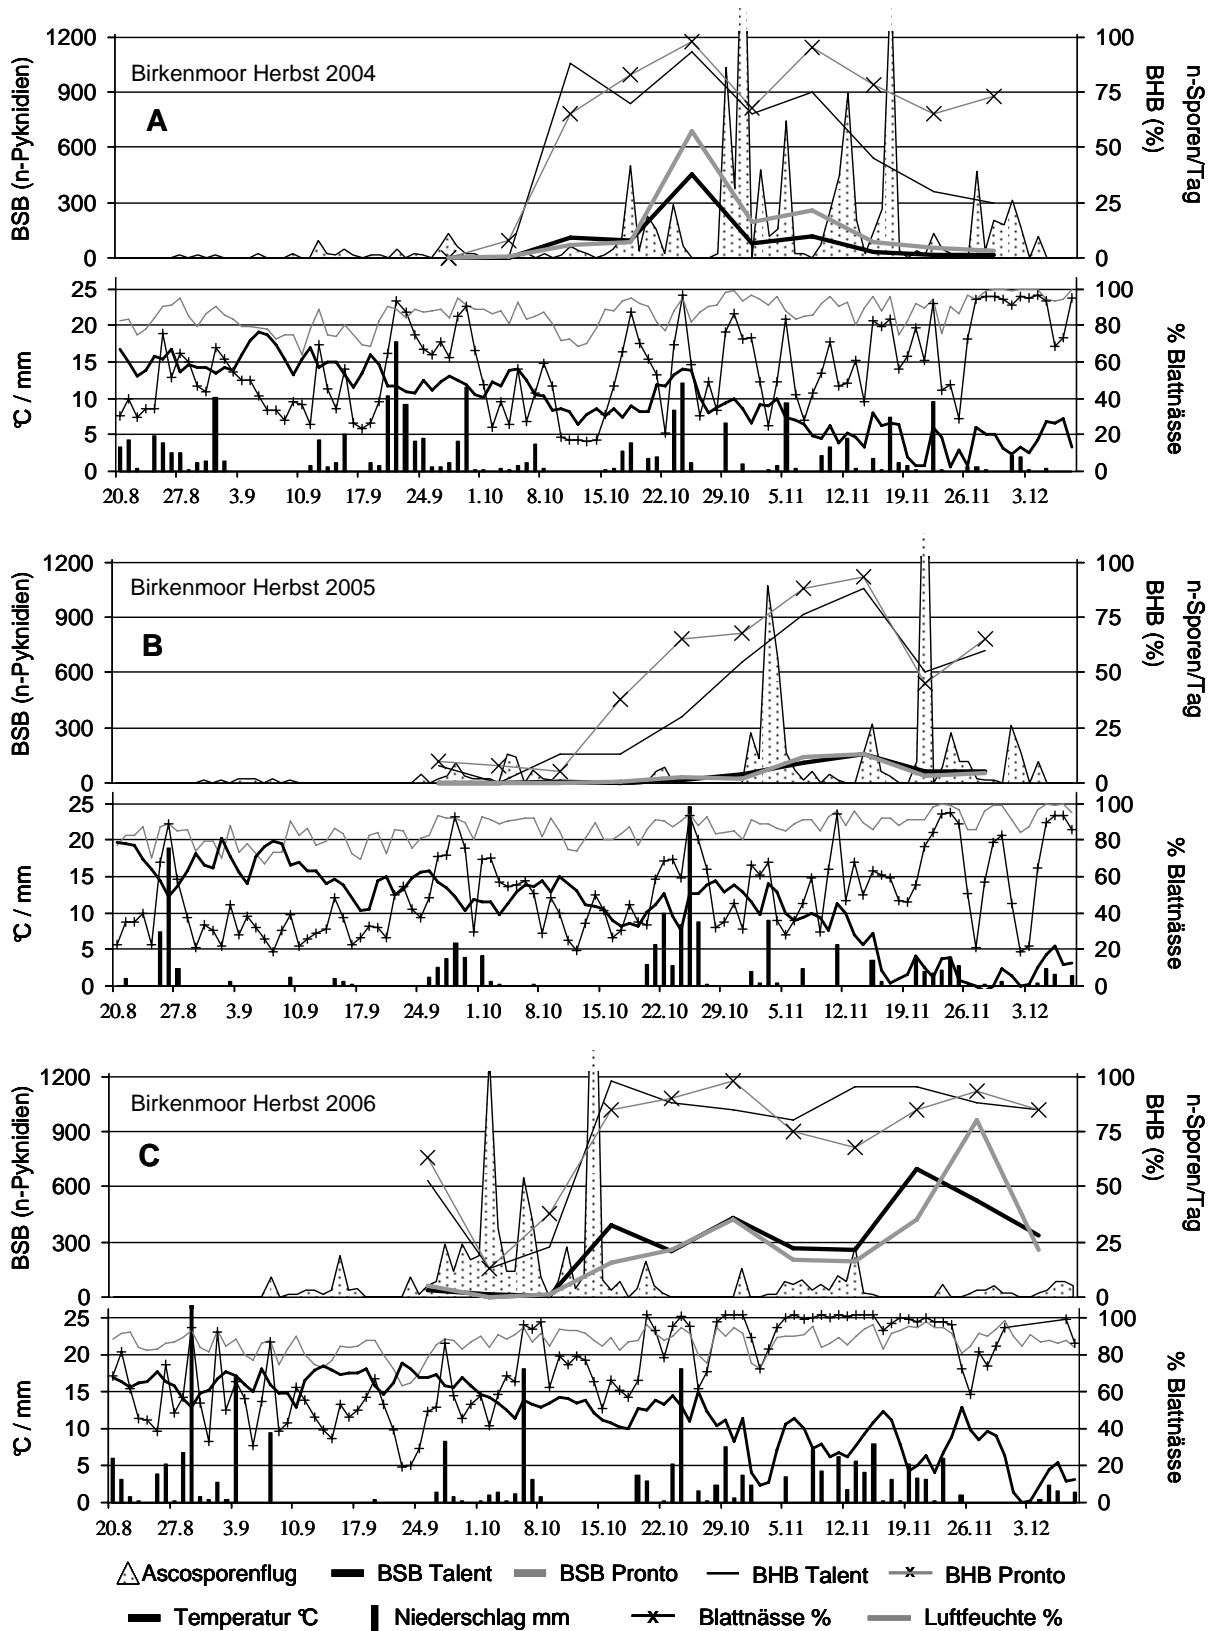 1200 900 600 300 0
BSB (n-Pyknidien)
Birkenmoor Herbst 2004
A
100 75 50 25 0
BHB (%)
n-Sporen/Tag
25 20 15 10 5 0
℃ / mm
100 80 60 40 20 0
% Blattnässe
20.8 27.8 3.9 10.9 17.9 24.9 1.10 8.10 15.10 22.10 29.10 5.11 12.11 19.11 26.11 3.12
1200 900 600 300 0
BSB (n-Pyknidien)
Birkenmoor Herbst 2005
B
100 75 50 25 0
BHB (%)
n-Sporen/Tag
25 20 15 10 5 0
℃ / mm
100 80 60 40 20 0
% Blattnässe
20.8 27.8 3.9 10.9 17.9 24.9 1.10 8.10 15.10 22.10 29.10 5.11 12.11 19.11 26.11 3.12
1200 900 600 300 0
BSB (n-Pyknidien)
Birkenmoor Herbst 2006
C
100 75 50 25 0
BHB (%)
n-Sporen/Tag
25 20 15 10 5 0
℃ / mm
100 80 60 40 20 0
% Blattnässe
20.8 27.8 3.9 10.9 17.9 24.9 1.10 8.10 15.10 22.10 29.10 5.11 12.11 19.11 26.11 3.12
Ascosporenflug BSB Talent BSB Pronto BHB Talent BHB Pronto
Temperatur ℃ Niederschlag mm Blattnässe % Luftfeuchte %